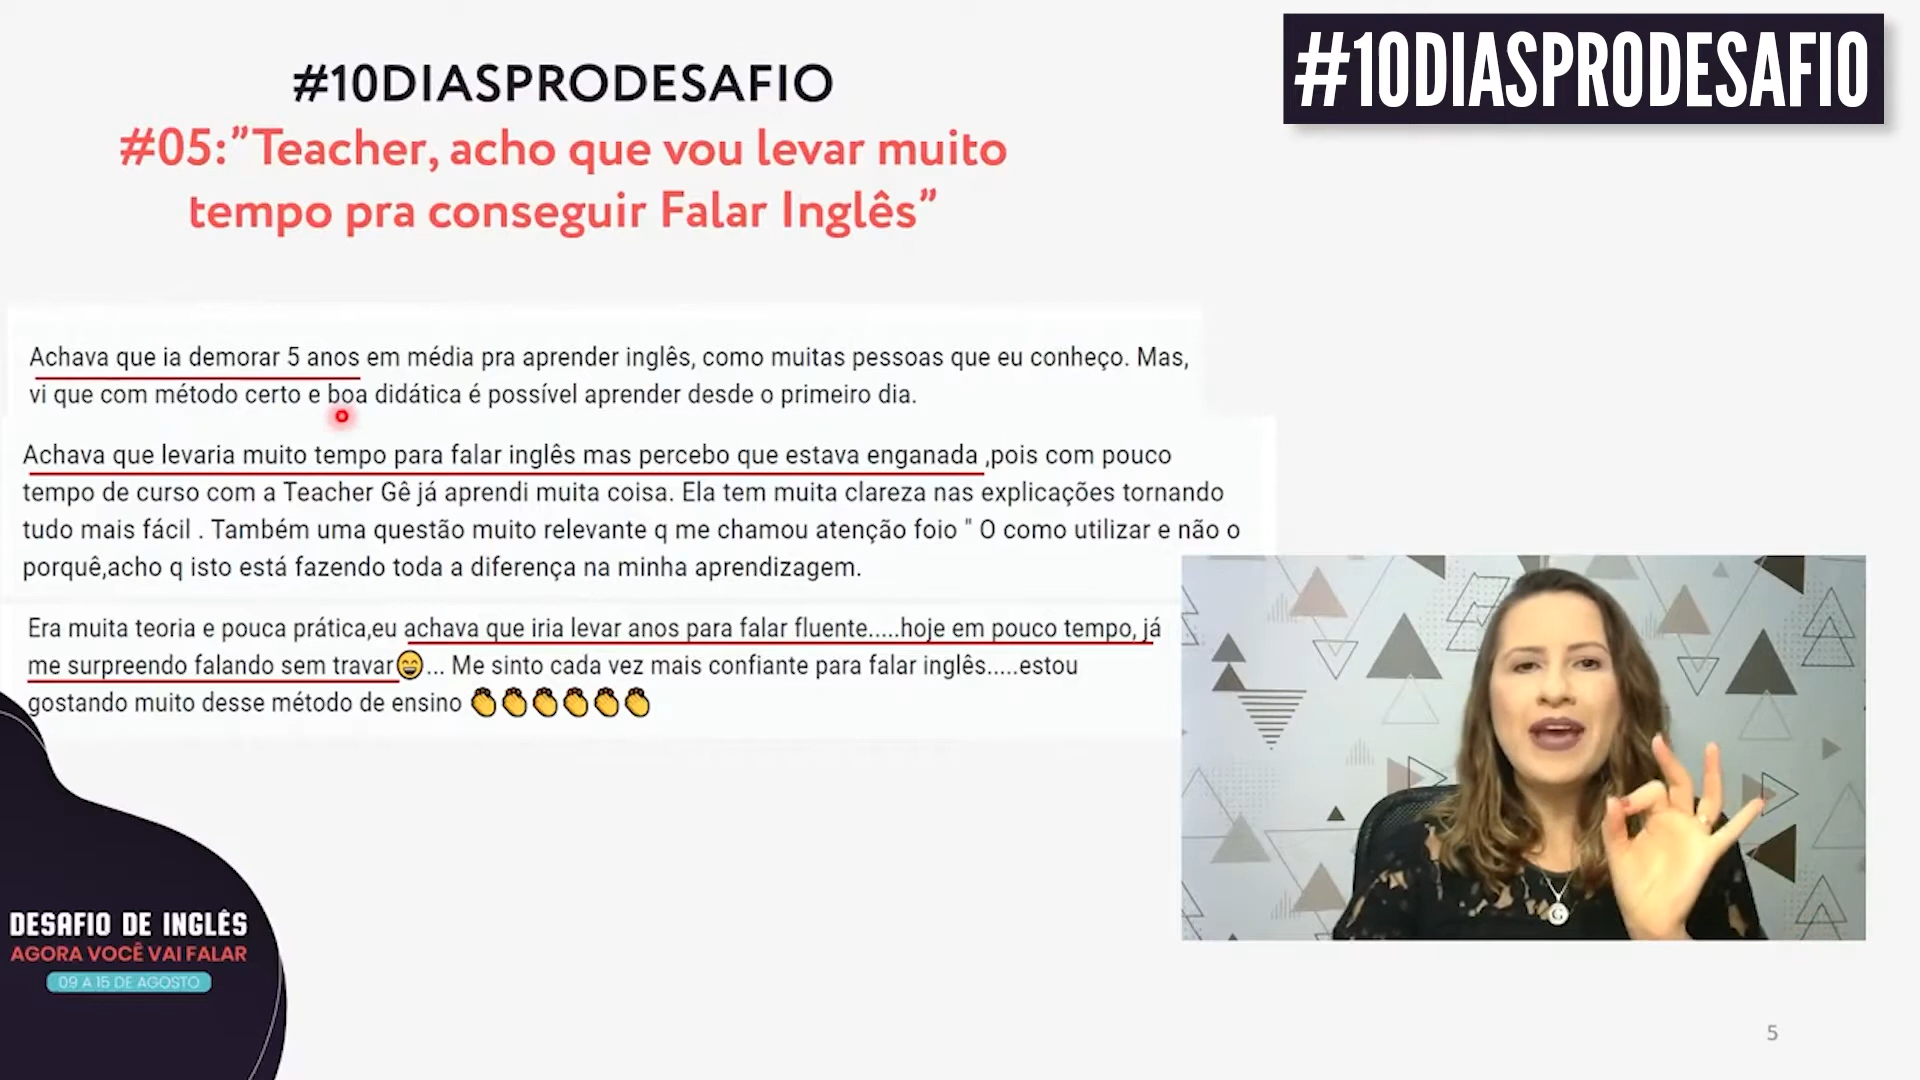 #10DIASPRODESAFIO
#10DIASPRODESAFIO
#05:”Teacher, acho que vou levar muito
tempo pra conseguir Falar Inglês”
Achava que ia demorar 5 anos em média pra aprender inglês, como muitas pessoas que eu conheço. Mas,
vi que com método certo e boa didática é possível aprender desde o primeiro dia.
Achava que levaria muito tempo para falar inglês mas percebo que estava enganada ,pois com pouco
tempo de curso com a Teacher Gê já aprendi muita coisa. Ela tem muita clareza nas explicações tornando
tudo mais fácil . Também uma questão muito relevante q me chamou atenção foio " O como utilizar e não o
porquê,acho q isto está fazendo toda a diferença na minha aprendizagem.
Era muita teoria e pouca prática,eu achava que iria levar anos para falar fluente.....hoje em pouco tempo, já
me surpreendo falando sem travar😄... Me sinto cada vez mais confiante para falar inglês.....estou
gostando muito desse método de ensino 👏👏👏👏👏👏
G
DESAFIO DE INGLÊS
AGORA VOCÊ VAI FALAR
09 A 15 DE AGOSTO
5